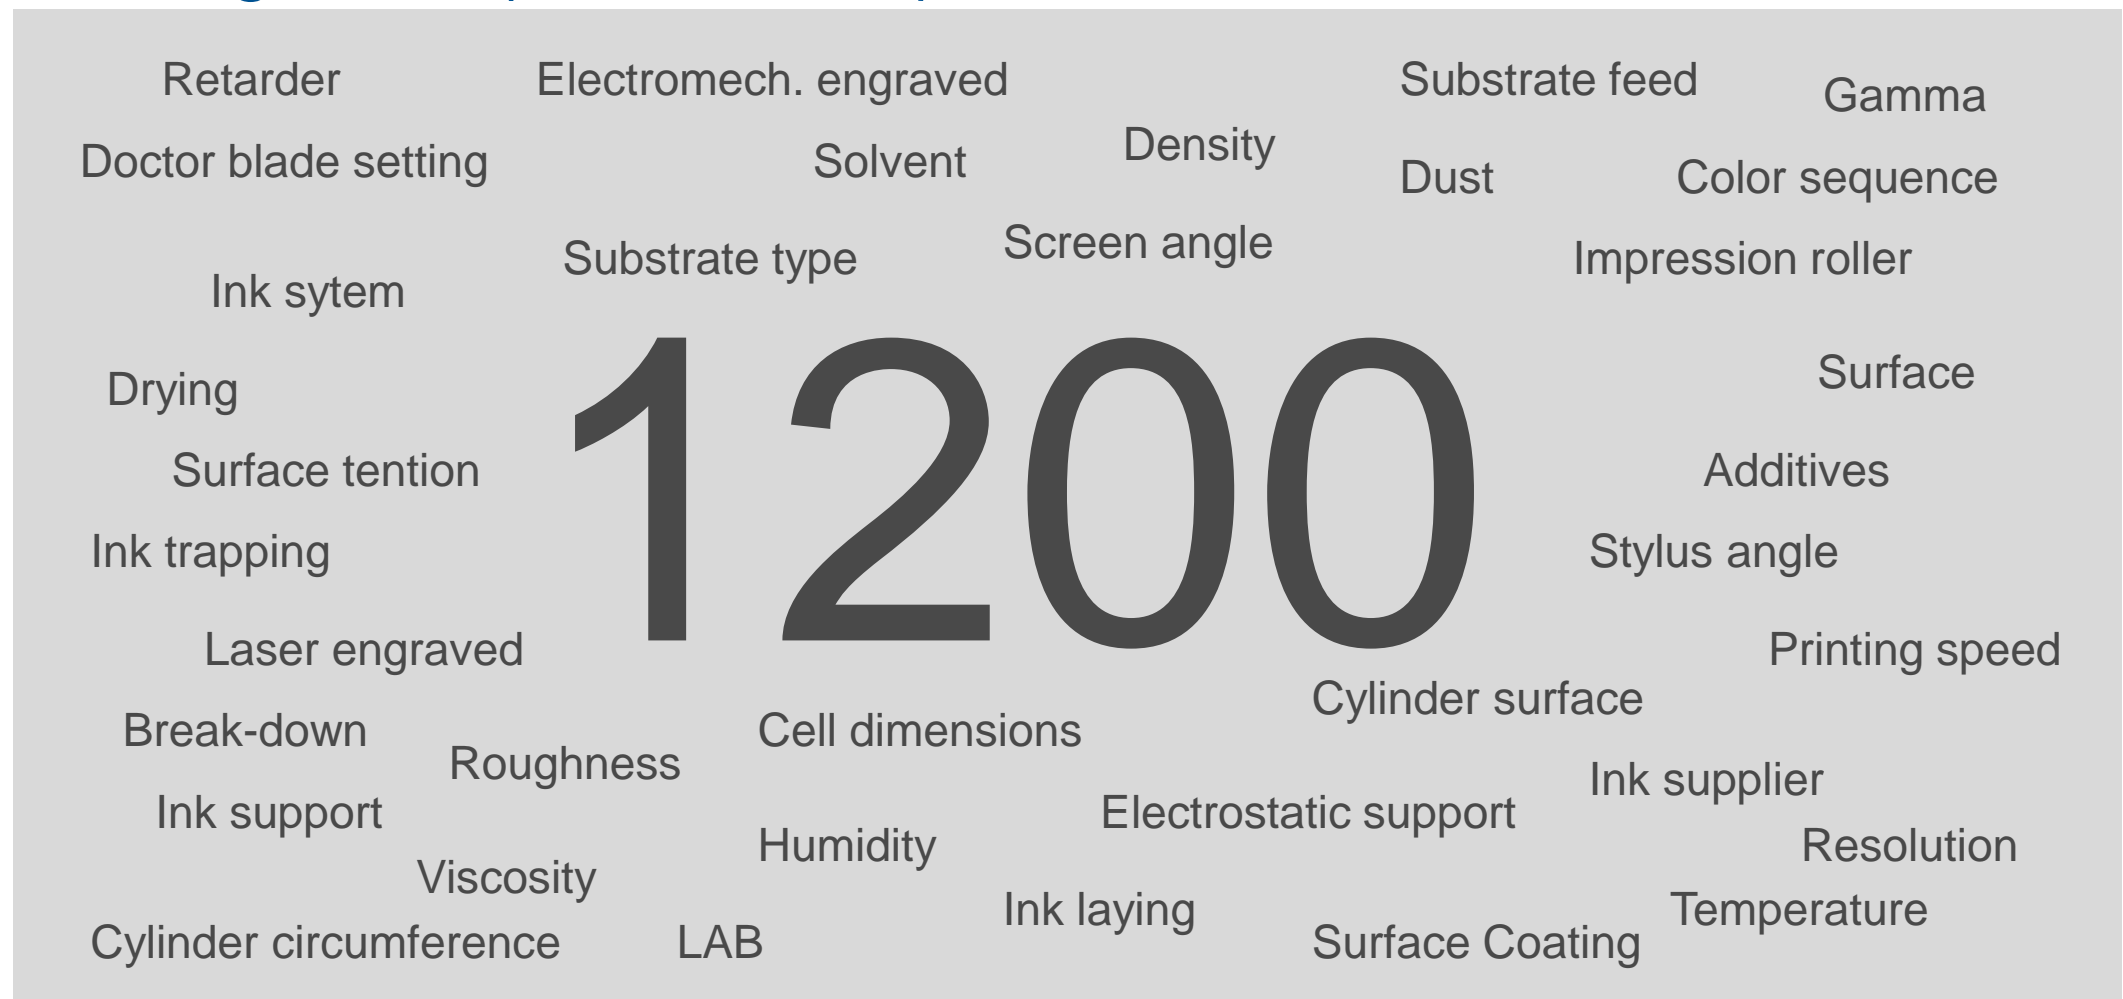 Retarder
Electromech. engraved
Substrate feed
Gamma
Doctor blade setting
Solvent
Density
Dust
Color sequence
Substrate type
Screen angle
Impression roller
Ink sytem
1200
Drying
Surface
Surface tention
Additives
Ink trapping
Stylus angle
Laser engraved
Printing speed
Cylinder surface
Break-down
Roughness
Cell dimensions
Ink supplier
Ink support
Electrostatic support
Humidity
Resolution
Viscosity
Ink laying
Temperature
Cylinder circumference
LAB
Surface Coating